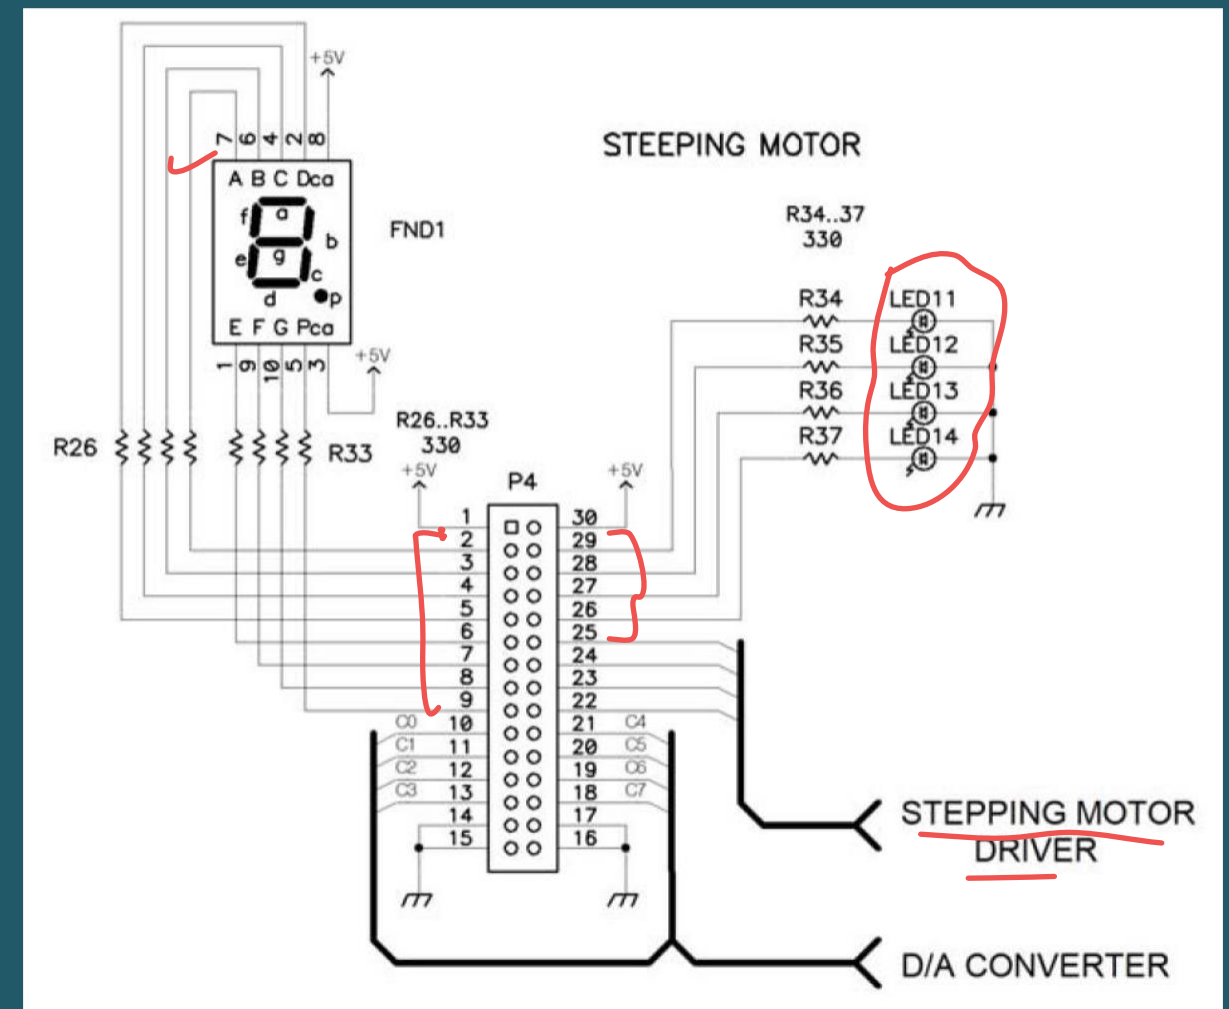 +5V
7 6 4 2 8
STEEPING MOTOR
A B C Dca
f a b
g
e c
d p
FND1
E F G Pca
1 9 10 5 3
+5V
R34..37
330
R34 LED11
R35 LED12
R36 LED13
R37 LED14
R26
R33
R26..R33
330
+5V
P4
+5V
1 30
2 29
3 28
4 27
5 26
6 25
7 24
8 23
9 22
C0 10 21 C4
C1 11 20 C5
C2 12 19 C6
C3 13 18 C7
14 17
15 16
STEPPING MOTOR
DRIVER
D/A CONVERTER